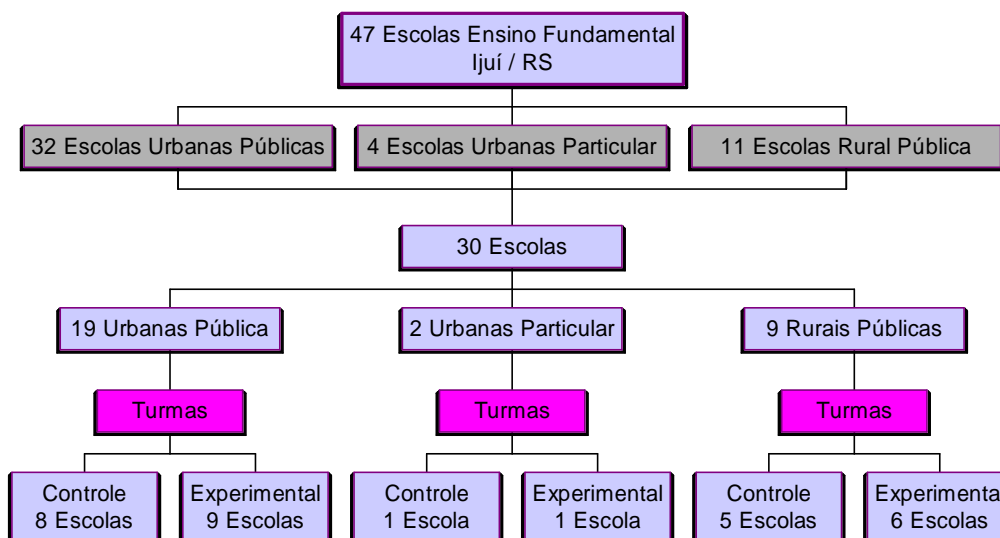 47 Escolas Ensino Fundamental
Ijuí / RS
32 Escolas Urbanas Públicas
4 Escolas Urbanas Particular
11 Escolas Rural Pública
30 Escolas
19 Urbanas Pública
2 Urbanas Particular
9 Rurais Públicas
Turmas
Turmas
Turmas
Controle
8 Escolas
Experimental
9 Escolas
Controle
1 Escola
Experimental
1 Escola
Controle
5 Escolas
Experimental
6 Escolas